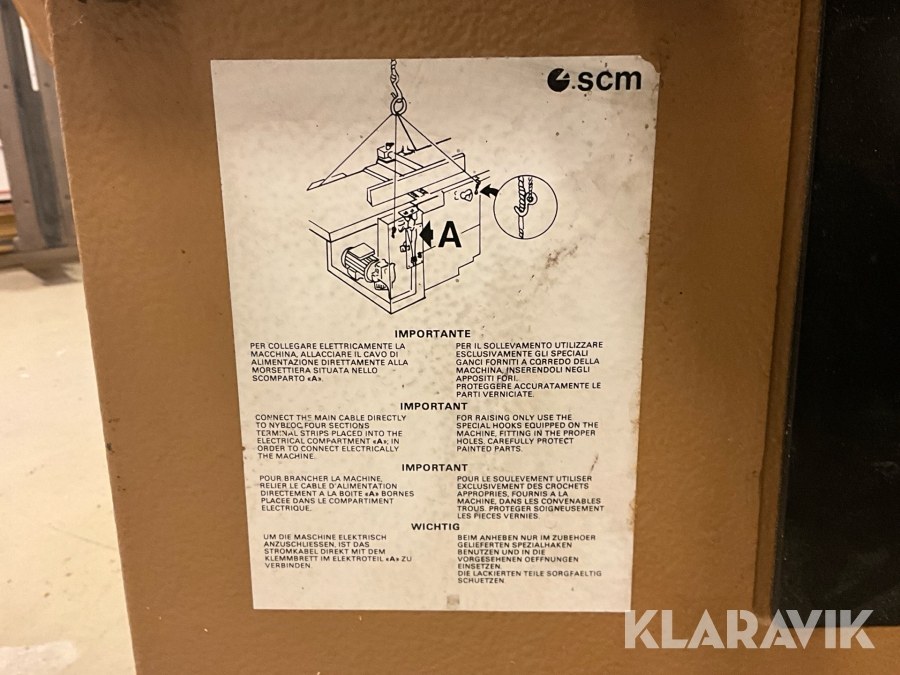 scm
A
IMPORTANTE
PER COLLEGARE ELETTRICAMENTE LA
MACCHINA, ALLACCIARE IL CAVO DI
ALIMENTAZIONE DIRETTAMENTE ALLA
MORSETTIERA SITUATA NELLO
SCOMPARTO «A».
PER IL SOLLEVAMENTO UTILIZZARE
ESCLUSIVAMENTE GLI SPECIALI
GANCI FORNITI A CORREDO DELLA
MACCHINA, INSERENDOLI NEGLI
APPOSITI FORI.
PROTEGGERE ACCURATAMENTE LE
PARTI VERNICIATE.
IMPORTANT
CONNECT THE MAIN CABLE DIRECTLY
TO NYBLOC FOUR SECTIONS
TERMINAL STRIPS PLACED INTO THE
ELECTRICAL COMPARTMENT «A», IN
ORDER TO CONNECT ELECTRICALLY
THE MACHINE.
FOR RAISING ONLY USE THE
SPECIAL HOOKS EQUIPPED ON THE
MACHINE, FITTING IN THE PROPER
HOLES. CAREFULLY PROTECT
PAINTED PARTS.
IMPORTANT
POUR BRANCHER LA MACHINE,
RELIER LE CABLE D'ALIMENTATION
DIRECTEMENT A LA BOITE «A» BORNES
PLACEE DANS LE COMPARTIMENT
ELECTRIQUE.
POUR LE SOULEVEMENT UTILISER
EXCLUSIVEMENT DES CROCHETS
APPROPRIES, FOURNIS A LA
MACHINE, DANS LES CONVENABLES
TROUS. PROTEGER SOIGNEUSEMENT
LES PIECES VERNIES.
WICHTIG
UM DIE MASCHINE ELEKTRISCH
ANZUSCHLIESSEN, IST DAS
STROMKABEL DIREKT MIT DEM
KLEMMBRETT IM ELEKTROTEIL «A» ZU
VERBINDEN.
BEIM ANHEBEN NUR IM ZUBEHOER
GELIEFERTEN SPEZIALHAKEN
BENUTZEN UND IN DIE
VORGESEHENEN OEFFNUNGEN
EINSETZEN.
DIE LACKIERTEN TEILE SORGFAELTIG
SCHUETZEN.
KLARAVIK